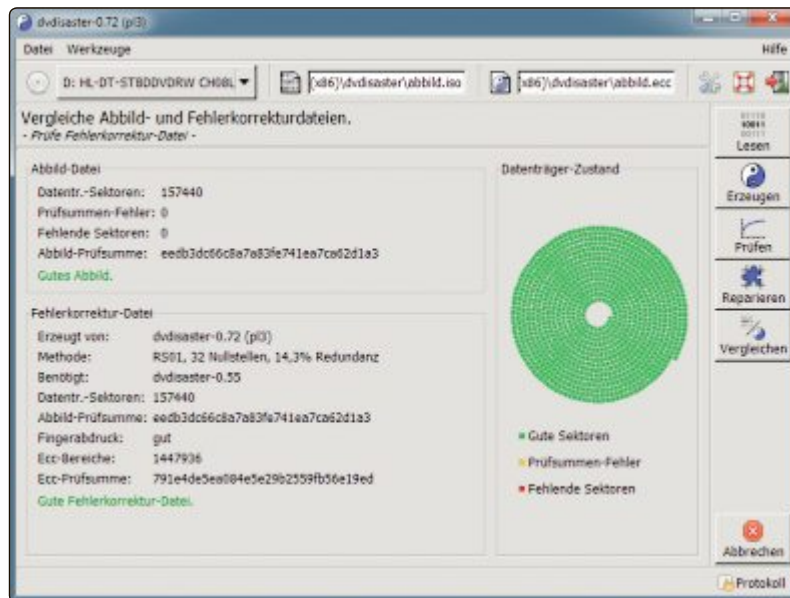 dvdisaster-0.72 (pl3)
Datei Werkzeuge Hilfe
D: HL-DT-STBDDVDRW CH08L
(x86)\dvdisaster\abbild.iso
(x86)\dvdisaster\abbild.ecc
Vergleiche Abbild- und Fehlerkorrekturdateien.
- Prüfe Fehlerkorrektur-Datei -
Abbild-Datei
Datentr.-Sektoren: 157440
Prüfsummen-Fehler: 0
Fehlende Sektoren: 0
Abbild-Prüfsumme: eedb3dc66c8a7a83fe741ea7ca62d1a3
Gutes Abbild.
Fehlerkorrektur-Datei
Erzeugt von: dvdisaster-0.72 (pl3)
Methode: RS01, 32 Nullstellen, 14,3% Redundanz
Benötigt: dvdisaster-0.55
Datentr.-Sektoren: 157440
Abbild-Prüfsumme: eedb3dc66c8a7a83fe741ea7ca62d1a3
Fingerabdruck: gut
Ecc-Bereiche: 1447936
Ecc-Prüfsumme: 791e4de5ea084e5e29b2559fb56e19ed
Gute Fehlerkorrektur-Datei.
Datenträger-Zustand
Gute Sektoren
Prüfsummen-Fehler
Fehlende Sektoren
Lesen
Erzeugen
Prüfen
Reparieren
Vergleichen
Abbrechen
Protokoll